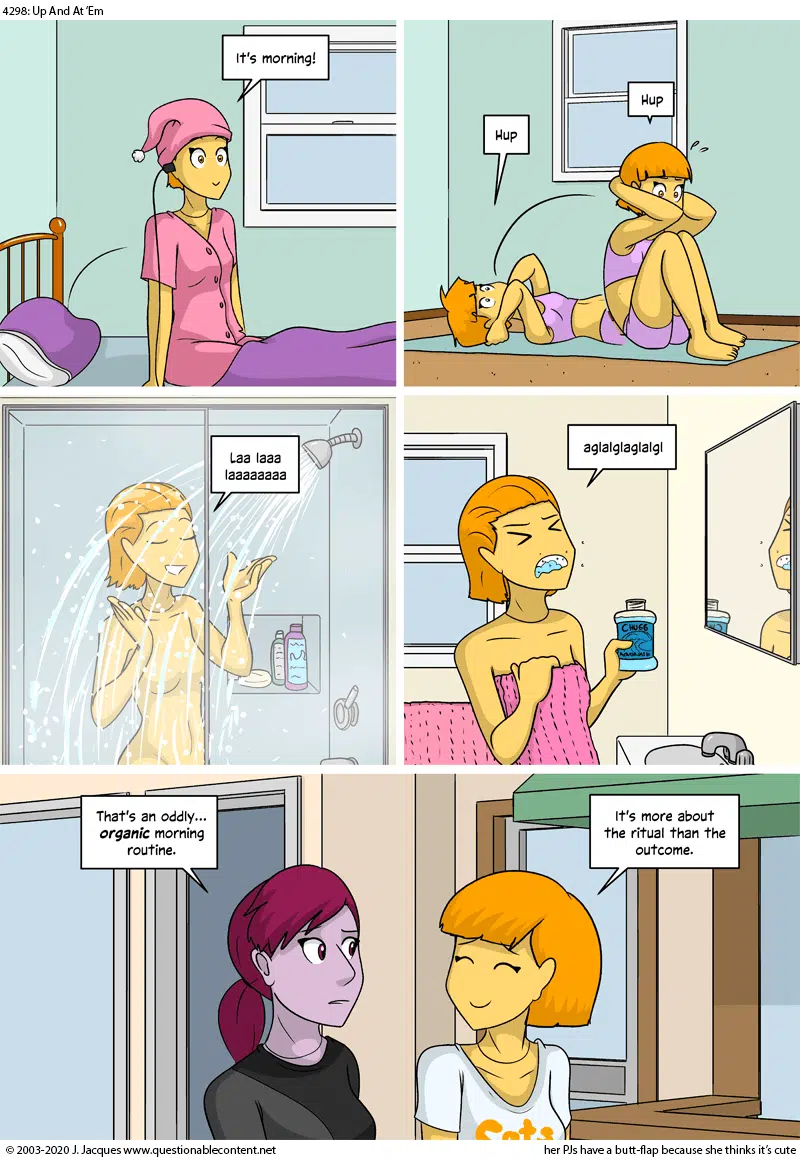 4298: Up And At ‘Em
It's morning!
Hup
Hup
Laa laaa
laaaaaaaa
aglalglaglalgl
CHUGG
That's an oddly...
organic morning
routine.
It's more about
the ritual than the
outcome.
© 2003-2020 J. Jacques www.questionablecontent.net
her PJs have a butt-flap because she thinks it's cute